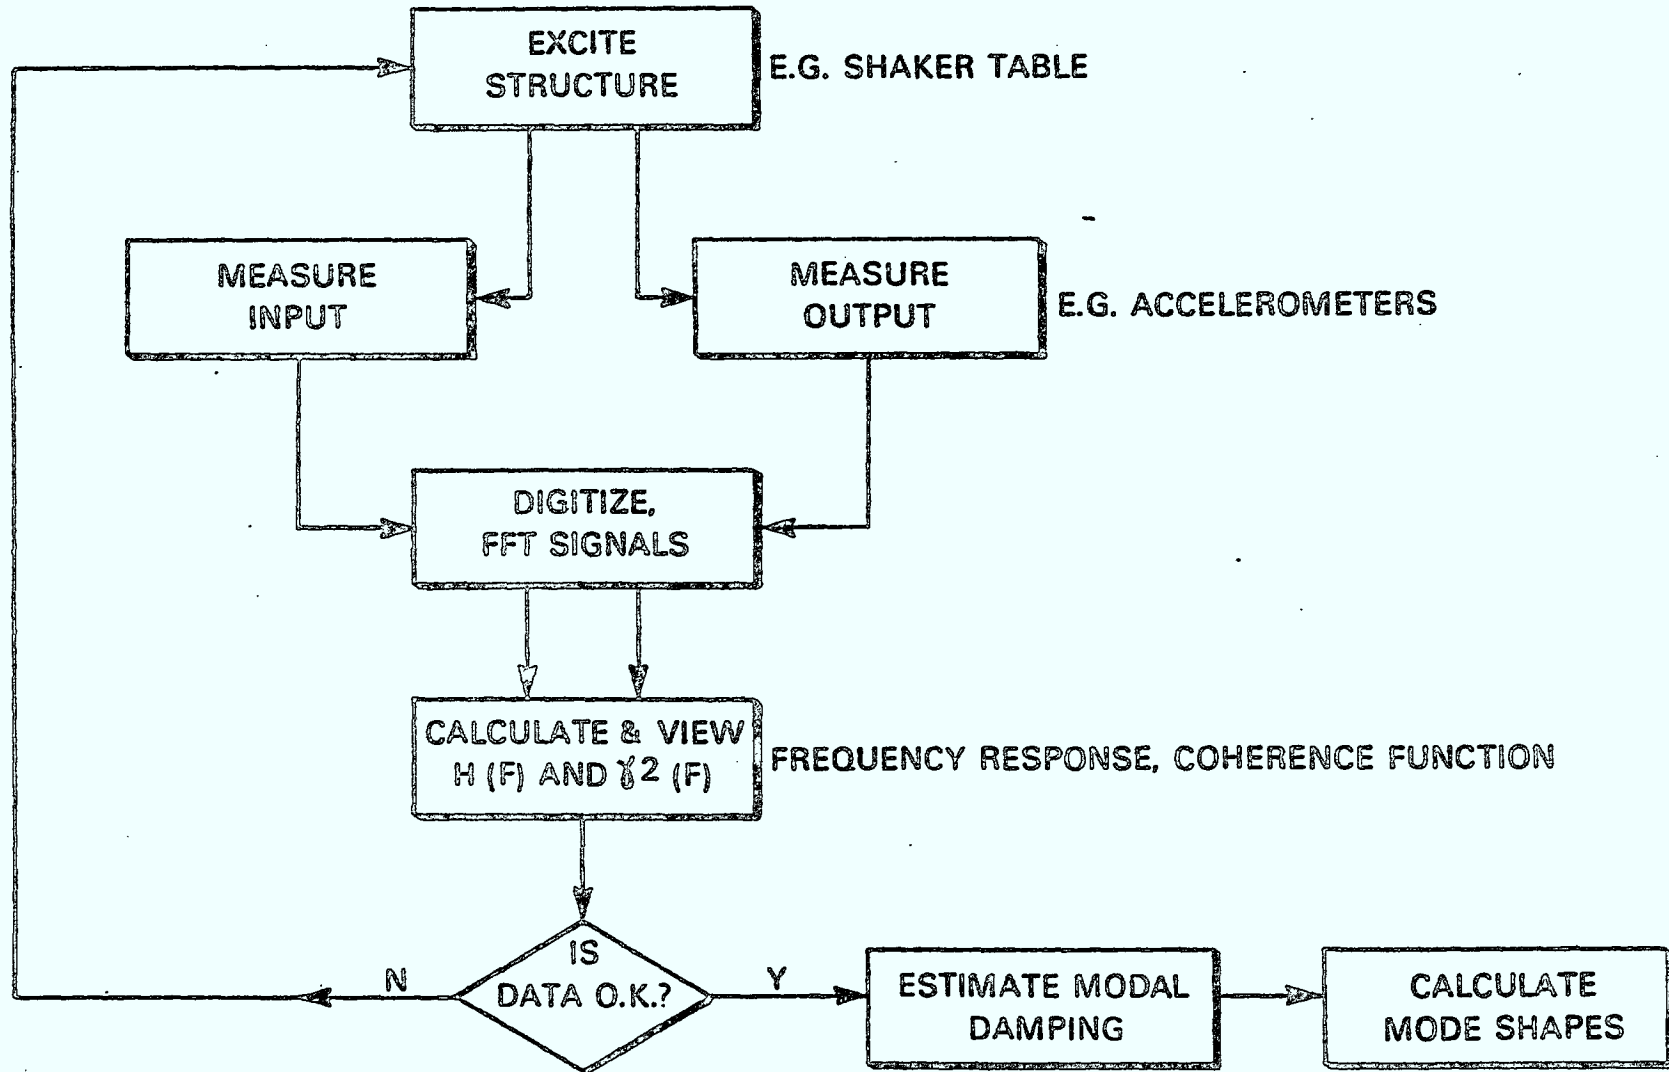 EXCITE
STRUCTURE
E.G. SHAKER TABLE
MEASURE
INPUT
MEASURE
OUTPUT
E.G. ACCELEROMETERS
DIGITIZE,
FFT SIGNALS
CALCULATE & VIEW
H (F) AND γ2 (F)
FREQUENCY RESPONSE, COHERENCE FUNCTION
IS
DATA O.K.?
N
Y
ESTIMATE MODAL
DAMPING
CALCULATE
MODE SHAPES